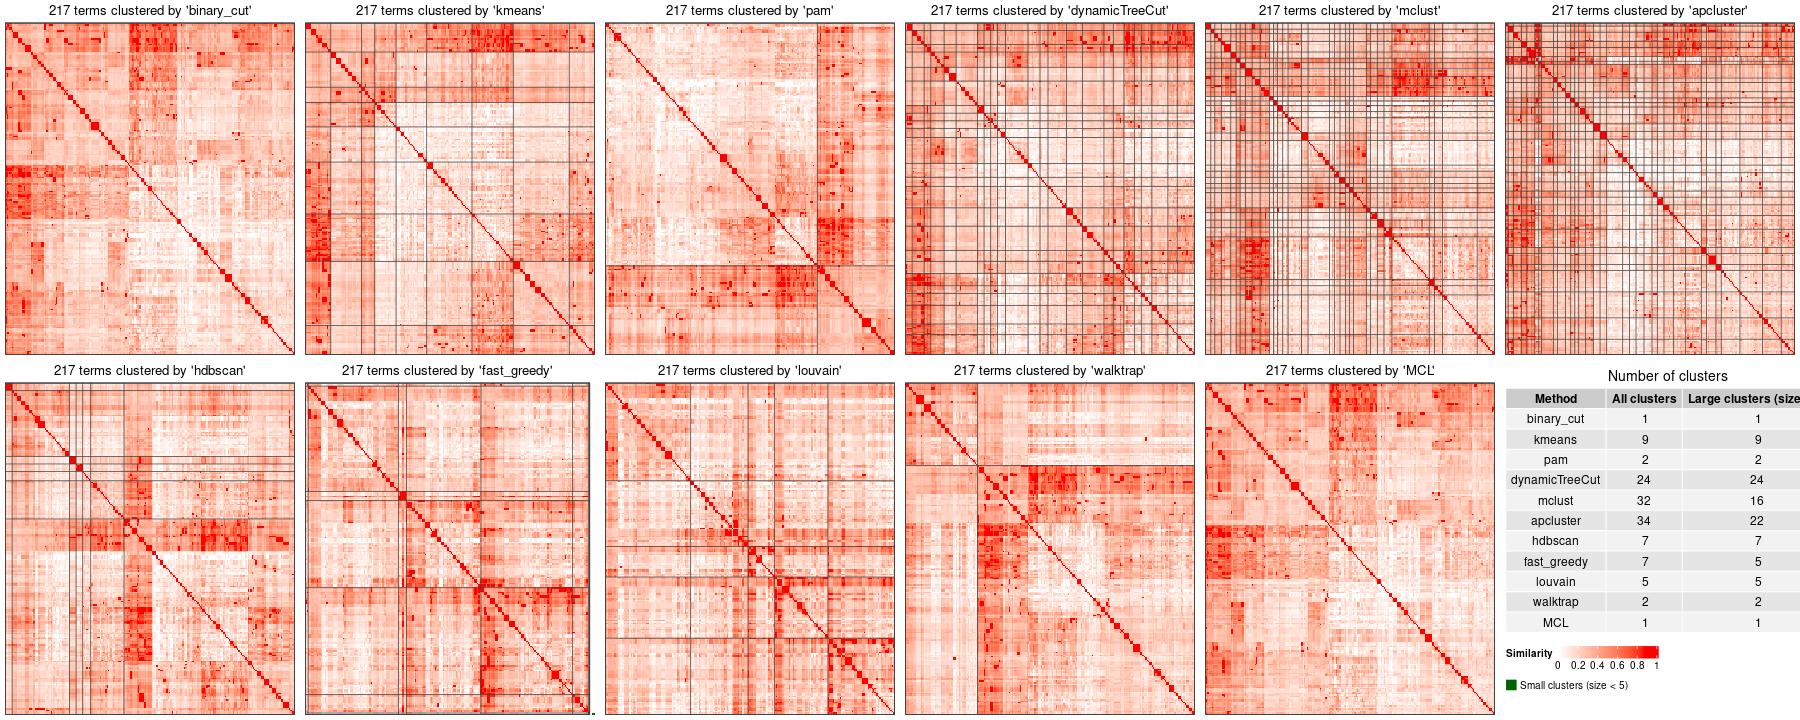 217 terms clustered by 'binary_cut'
217 terms clustered by 'kmeans'
217 terms clustered by 'pam'
217 terms clustered by 'dynamicTreeCut'
217 terms clustered by 'mclust'
217 terms clustered by 'apcluster'
217 terms clustered by 'hdbscan'
217 terms clustered by 'fast_greedy'
217 terms clustered by 'louvain'
217 terms clustered by 'walktrap'
217 terms clustered by 'MCL'
Number of clusters
Method All clusters Large clusters (size
binary_cut 1 1
kmeans 9 9
pam 2 2
dynamicTreeCut 24 24
mclust 32 16
apcluster 34 22
hdbscan 7 7
fast_greedy 7 5
louvain 5 5
walktrap 2 2
MCL 1 1
Similarity
0 0.2 0.4 0.6 0.8 1
Small clusters (size < 5)